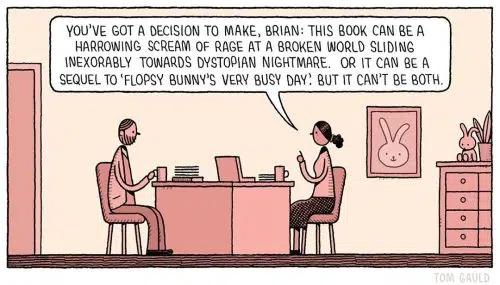 YOU'VE GOT A DECISION TO MAKE, BRIAN: THIS BOOK CAN BE A
HARROWING SCREAM OF RAGE AT A BROKEN WORLD SLIDING
INEXORABLY TOWARDS DYSTOPIAN NIGHTMARE. OR IT CAN BE A
SEQUEL TO 'FLOPSY BUNNY'S VERY BUSY DAY'. BUT IT CAN'T BE BOTH.
TOM GAULD